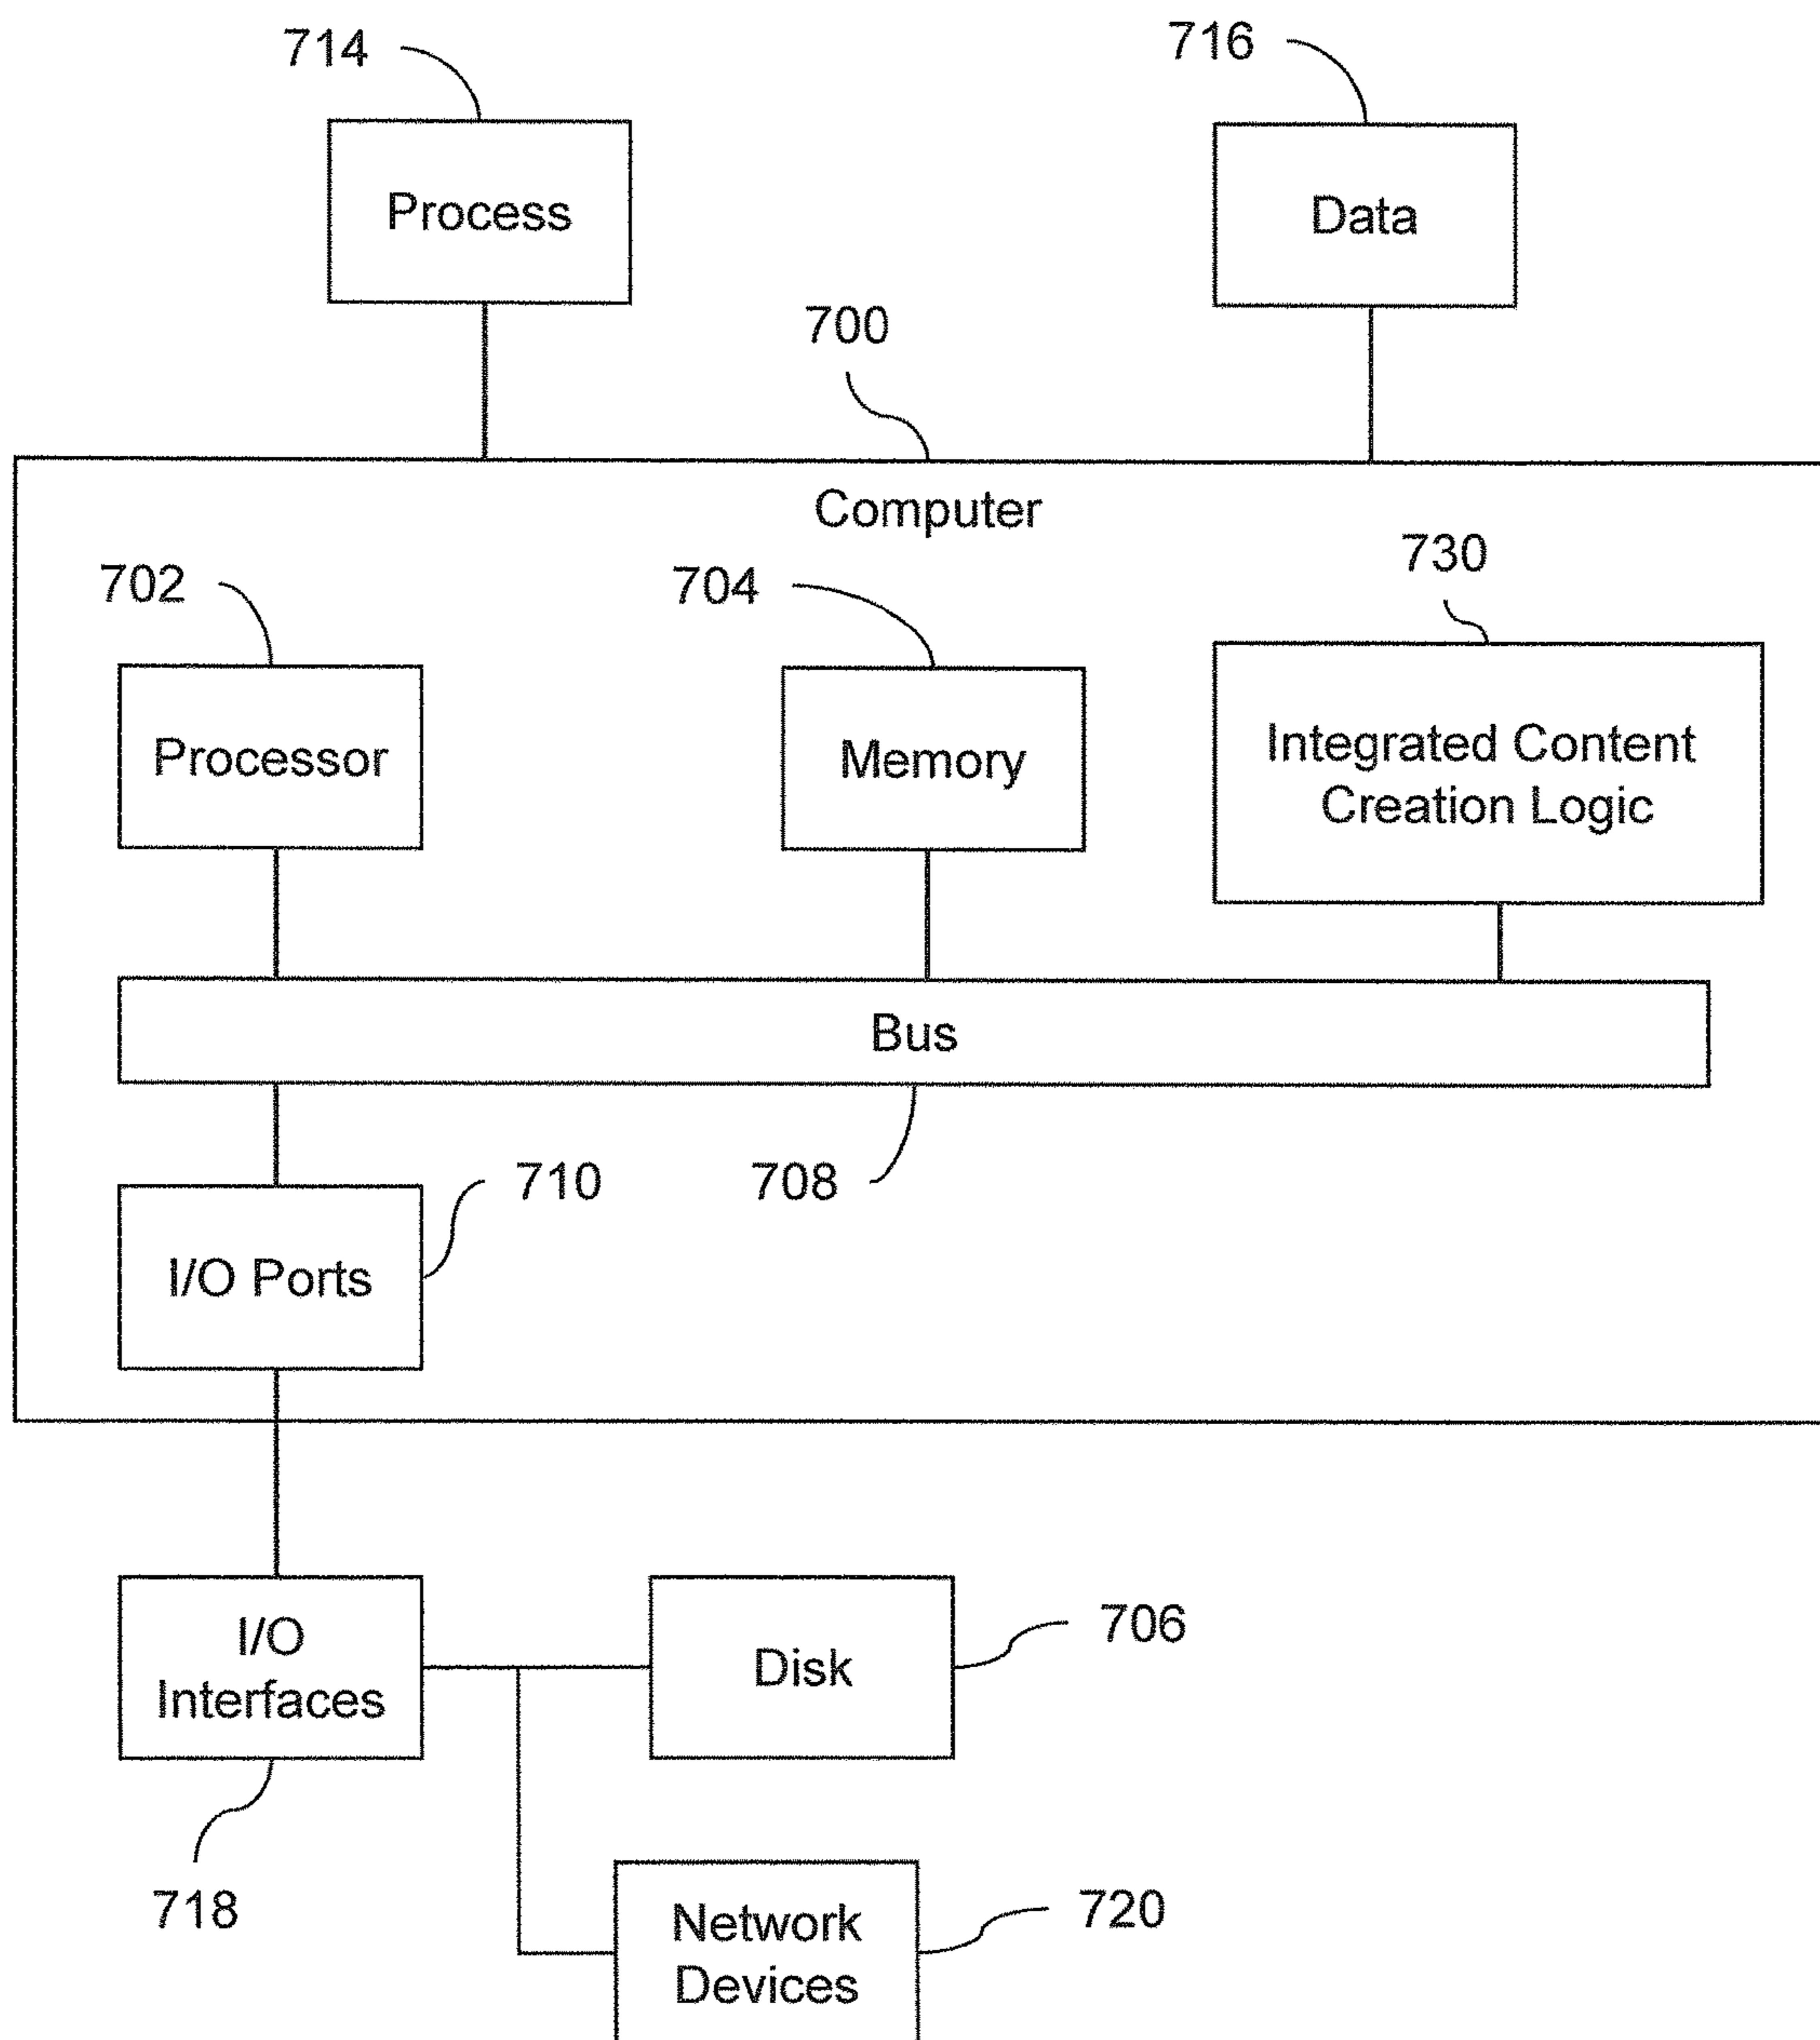 714
716
Process
Data
700
Computer
702
704
730
Processor
Memory
Integrated Content
Creation Logic
Bus
710
708
I/O Ports
I/O
Interfaces
Disk
706
718
Network
Devices
720